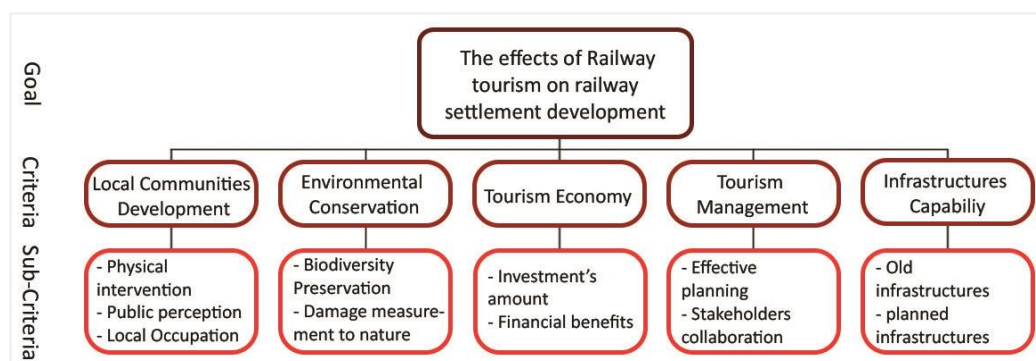 Goal
The effects of Railway
tourism on railway
settlement development
Criteria
Local Communities
Development
Environmental
Conservation
Tourism Economy
Tourism
Management
Infrastructures
Capabiliy
Sub-Criteria
- Physical
intervention
- Public perception
- Local Occupation
- Biodiversity
Preservation
- Damage measure-
ment to nature
- Investment's
amount
- Financial benefits
- Effective
planning
- Stakeholders
collaboration
- Old
infrastructures
- planned
infrastructures